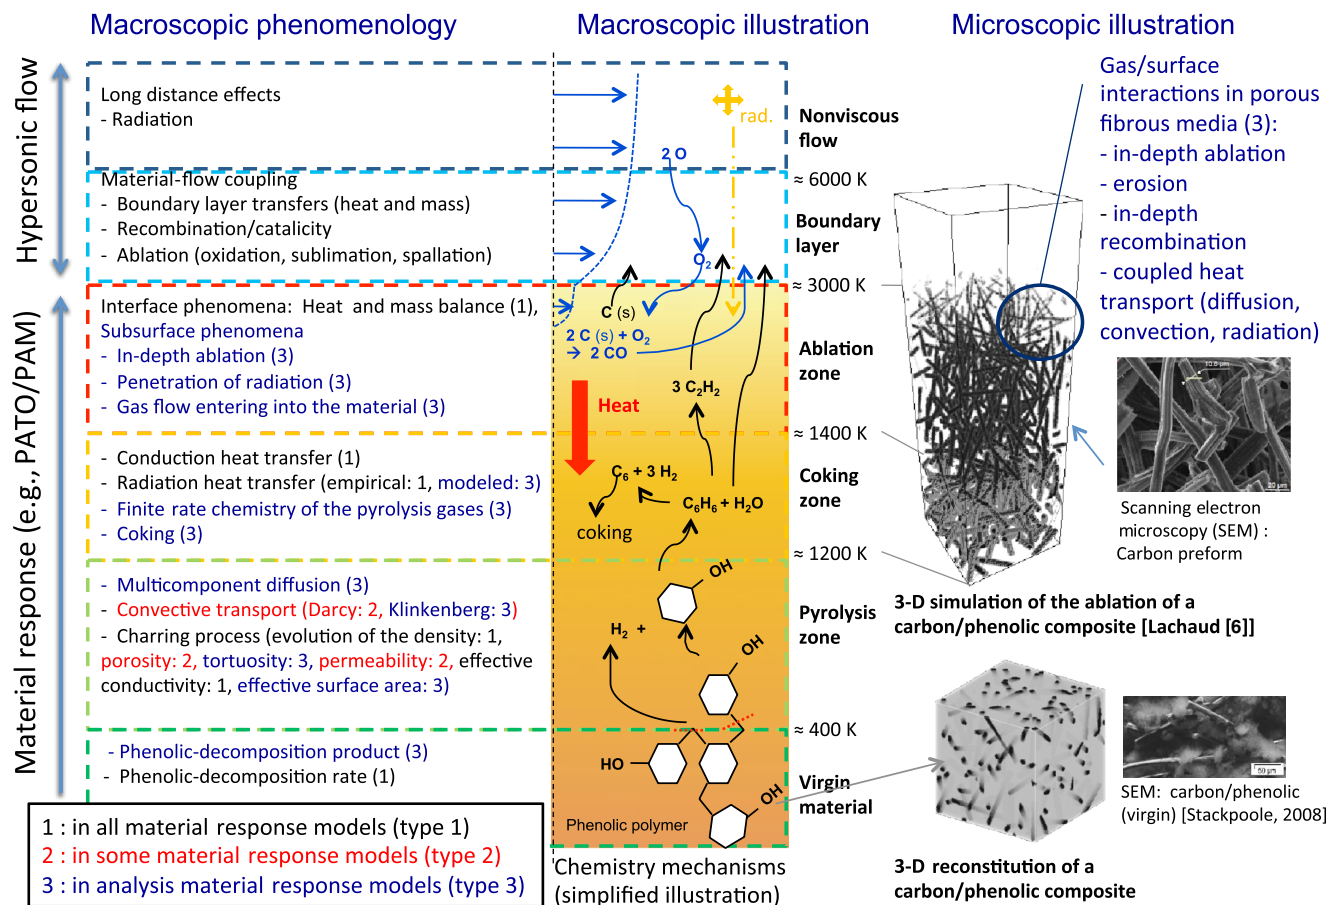 Macroscopic phenomenology
Macroscopic illustration
Microscopic illustration
Hypersonic flow
Material response (e.g., PATO/PAM)
Long distance effects
- Radiation
Material-flow coupling
- Boundary layer transfers (heat and mass)
- Recombination/catalicity
- Ablation (oxidation, sublimation, spallation)
Interface phenomena: Heat and mass balance (1),
Subsurface phenomena
- In-depth ablation (3)
- Penetration of radiation (3)
- Gas flow entering into the material (3)
- Conduction heat transfer (1)
- Radiation heat transfer (empirical: 1, modeled: 3)
- Finite rate chemistry of the pyrolysis gases (3)
- Coking (3)
- Multicomponent diffusion (3)
- Convective transport (Darcy: 2, Klinkenberg: 3)
- Charring process (evolution of the density: 1,
porosity: 2, tortuosity: 3, permeability: 2, effective
conductivity: 1, effective surface area: 3)
- Phenolic-decomposition product (3)
- Phenolic-decomposition rate (1)
1 : in all material response models (type 1)
2 : in some material response models (type 2)
3 : in analysis material response models (type 3)
rad.
2 O
O₂
C (s)
2 C (s) + O₂
→ 2 CO
3 C₂H₂
Heat
C₆ + 3 H₂
C₆H₆ + H₂O
coking
OH
H₂ +
OH
HO
OH
Phenolic polymer
Chemistry mechanisms
(simplified illustration)
Nonviscous
flow
≈ 6000 K
Boundary
layer
≈ 3000 K
Ablation
zone
≈ 1400 K
Coking
zone
≈ 1200 K
Pyrolysis
zone
≈ 400 K
Virgin
material
Gas/surface
interactions in porous
fibrous media (3):
- in-depth ablation
- erosion
- in-depth
recombination
- coupled heat
transport (diffusion,
convection, radiation)
10.0 µm
20 µm
Scanning electron
microscopy (SEM) :
Carbon preform
3-D simulation of the ablation of a
carbon/phenolic composite [Lachaud [6]]
50 µm
SEM: carbon/phenolic
(virgin) [Stackpoole, 2008]
3-D reconstitution of a
carbon/phenolic composite